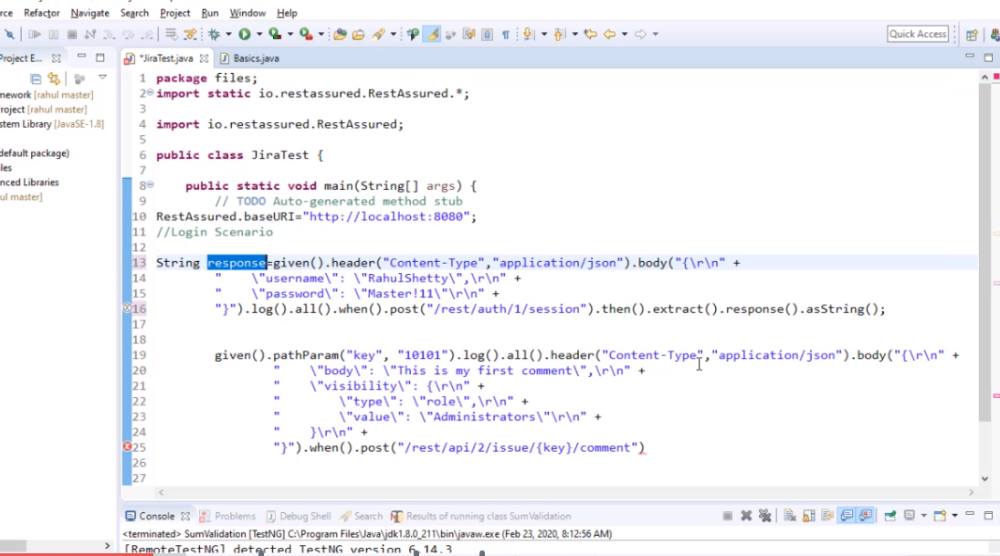 rce Refactor Navigate Search Project Run Window Help
Quick Access
Project E...
*JiraTest.java Basics.java
mework [rahul master]
roject [rahul master]
stem Library [JavaSE-1.8]
default package)
les
nced Libraries
ul master]
1 package files;
2 import static io.restassured.RestAssured.*;
3
4 import io.restassured.RestAssured;
5
6 public class JiraTest {
7
8 public static void main(String[] args) {
9 // TODO Auto-generated method stub
10 RestAssured.baseURI="http://localhost:8080";
11 //Login Scenario
12
13 String response=given().header("Content-Type","application/json").body("{\r\n" +
14 " \"username\": \"RahulShetty\",\r\n" +
15 " \"password\": \"Master!11\"\r\n" +
16 "}").log().all().when().post("/rest/auth/1/session").then().extract().response().asString();
17
18
19 given().pathParam("key", "10101").log().all().header("Content-Type","application/json").body("{\r\n" +
20 " \"body\": \"This is my first comment\",\r\n" +
21 " \"visibility\": {\r\n" +
22 " \"type\": \"role\",\r\n" +
23 " \"value\": \"Administrators\"\r\n" +
24 " }\r\n" +
25 "}").when().post("/rest/api/2/issue/{key}/comment")
26
27
Console Problems Debug Shell Search Results of running class SumValidation
<terminated> SumValidation [TestNG] C:\Program Files\Java\jdk1.8.0_211\bin\javaw.exe (Feb 23, 2020, 8:12:56 AM)
[RemoteTestNG] detected TestNG version 6.14.3